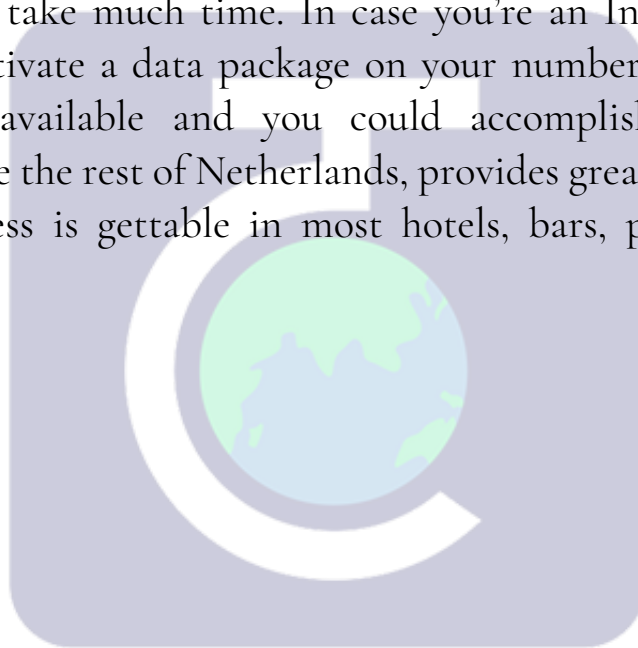 take much time. In case you're an In
tivate a data package on your number
available and you could accomplis
e the rest of Netherlands, provides grea
ess is gettable in most hotels, bars, p